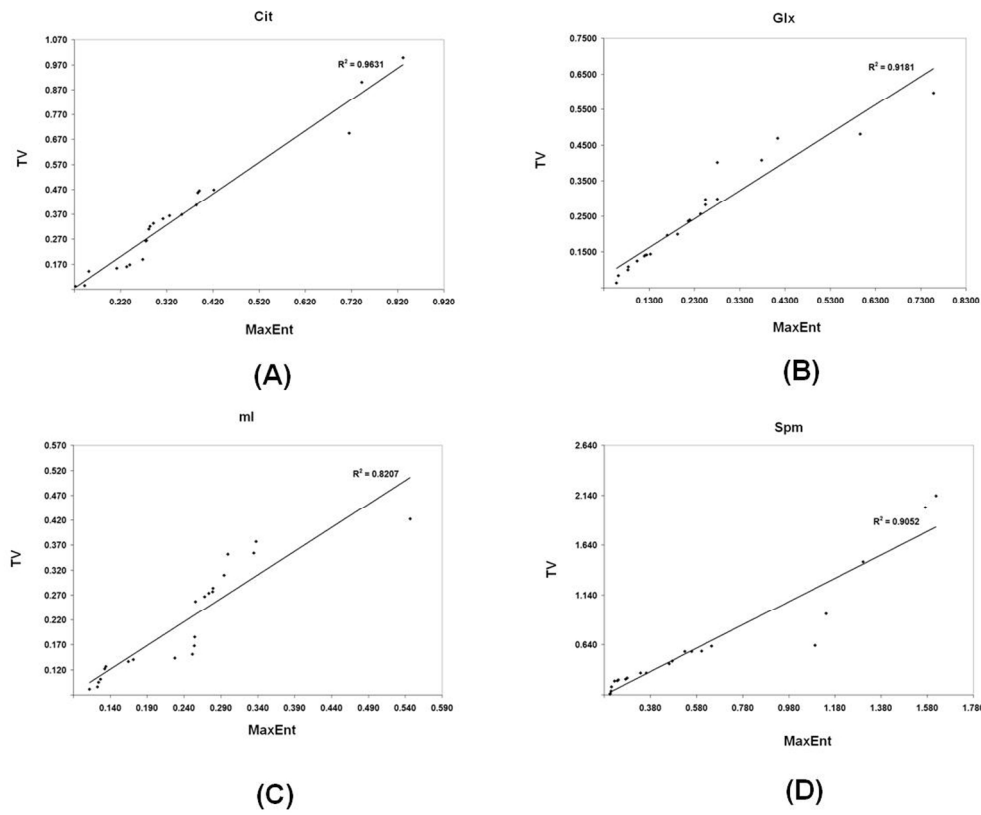 Cit
1.070
0.970
0.870
0.770
0.670
0.570
0.470
0.370
0.270
0.170
TV
R² = 0.9631
0.220 0.320 0.420 0.520 0.620 0.720 0.820 0.920
MaxEnt
(A)
Glx
0.7500
0.6500
0.5500
0.4500
0.3500
0.2500
0.1500
TV
R² = 0.9181
0.1300 0.2300 0.3300 0.4300 0.5300 0.6300 0.7300 0.8300
MaxEnt
(B)
mI
0.570
0.520
0.470
0.420
0.370
0.320
0.270
0.220
0.170
0.120
TV
R² = 0.8207
0.140 0.190 0.240 0.290 0.340 0.390 0.440 0.490 0.540 0.590
MaxEnt
(C)
Spm
2.640
2.140
1.640
1.140
0.640
TV
R² = 0.9052
0.380 0.580 0.780 0.980 1.180 1.380 1.580 1.780
MaxEnt
(D)